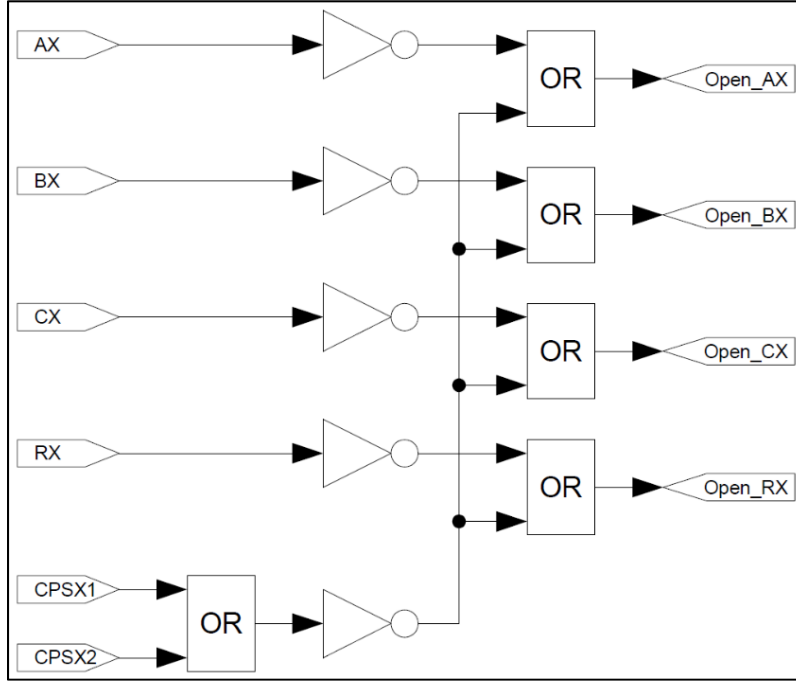 AX
OR
Open_AX
BX
OR
Open_BX
CX
OR
Open_CX
RX
OR
Open_RX
CPSX1
OR
CPSX2